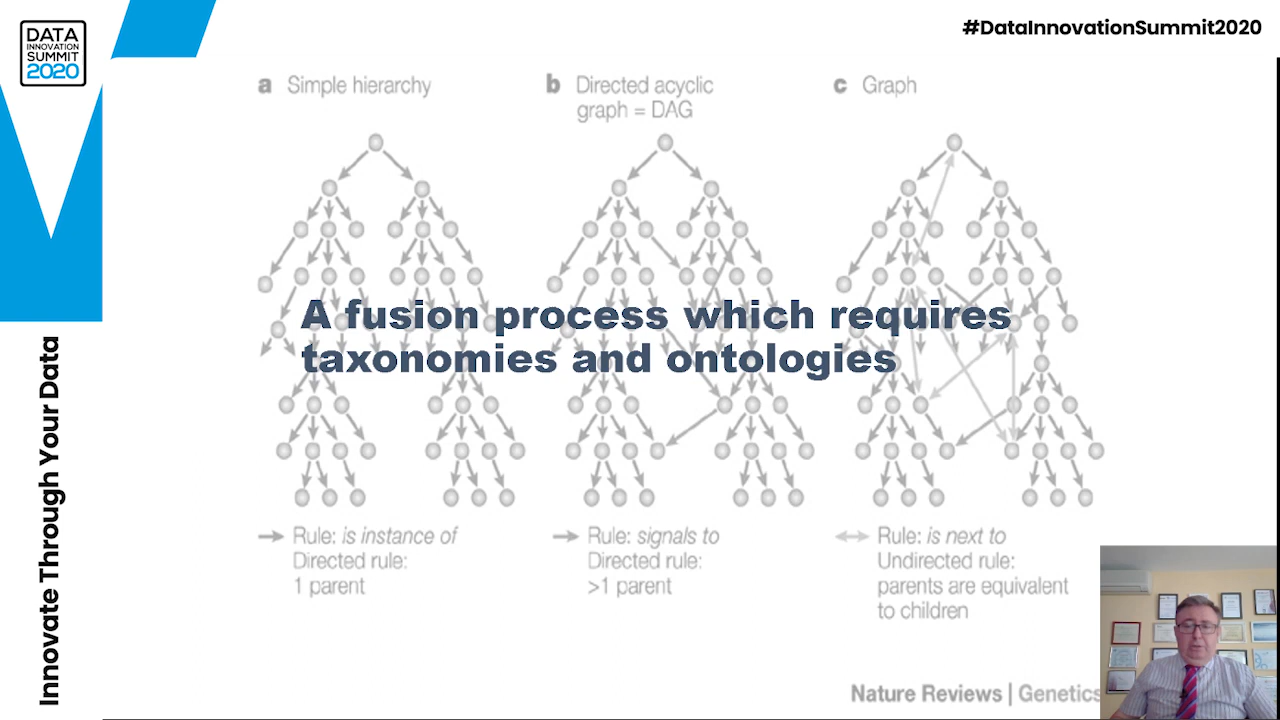 DATA
INNOVATION
SUMMIT
2020
#DataInnovationSummit2020
Innovate Through Your Data
a Simple hierarchy
b Directed acyclic
graph = DAG
c Graph
A fusion process which requires
taxonomies and ontologies
Rule: is instance of
Directed rule:
1 parent
Rule: signals to
Directed rule:
>1 parent
Rule: is next to
Undirected rule:
parents are equivalent
to children
Nature Reviews | Genetics